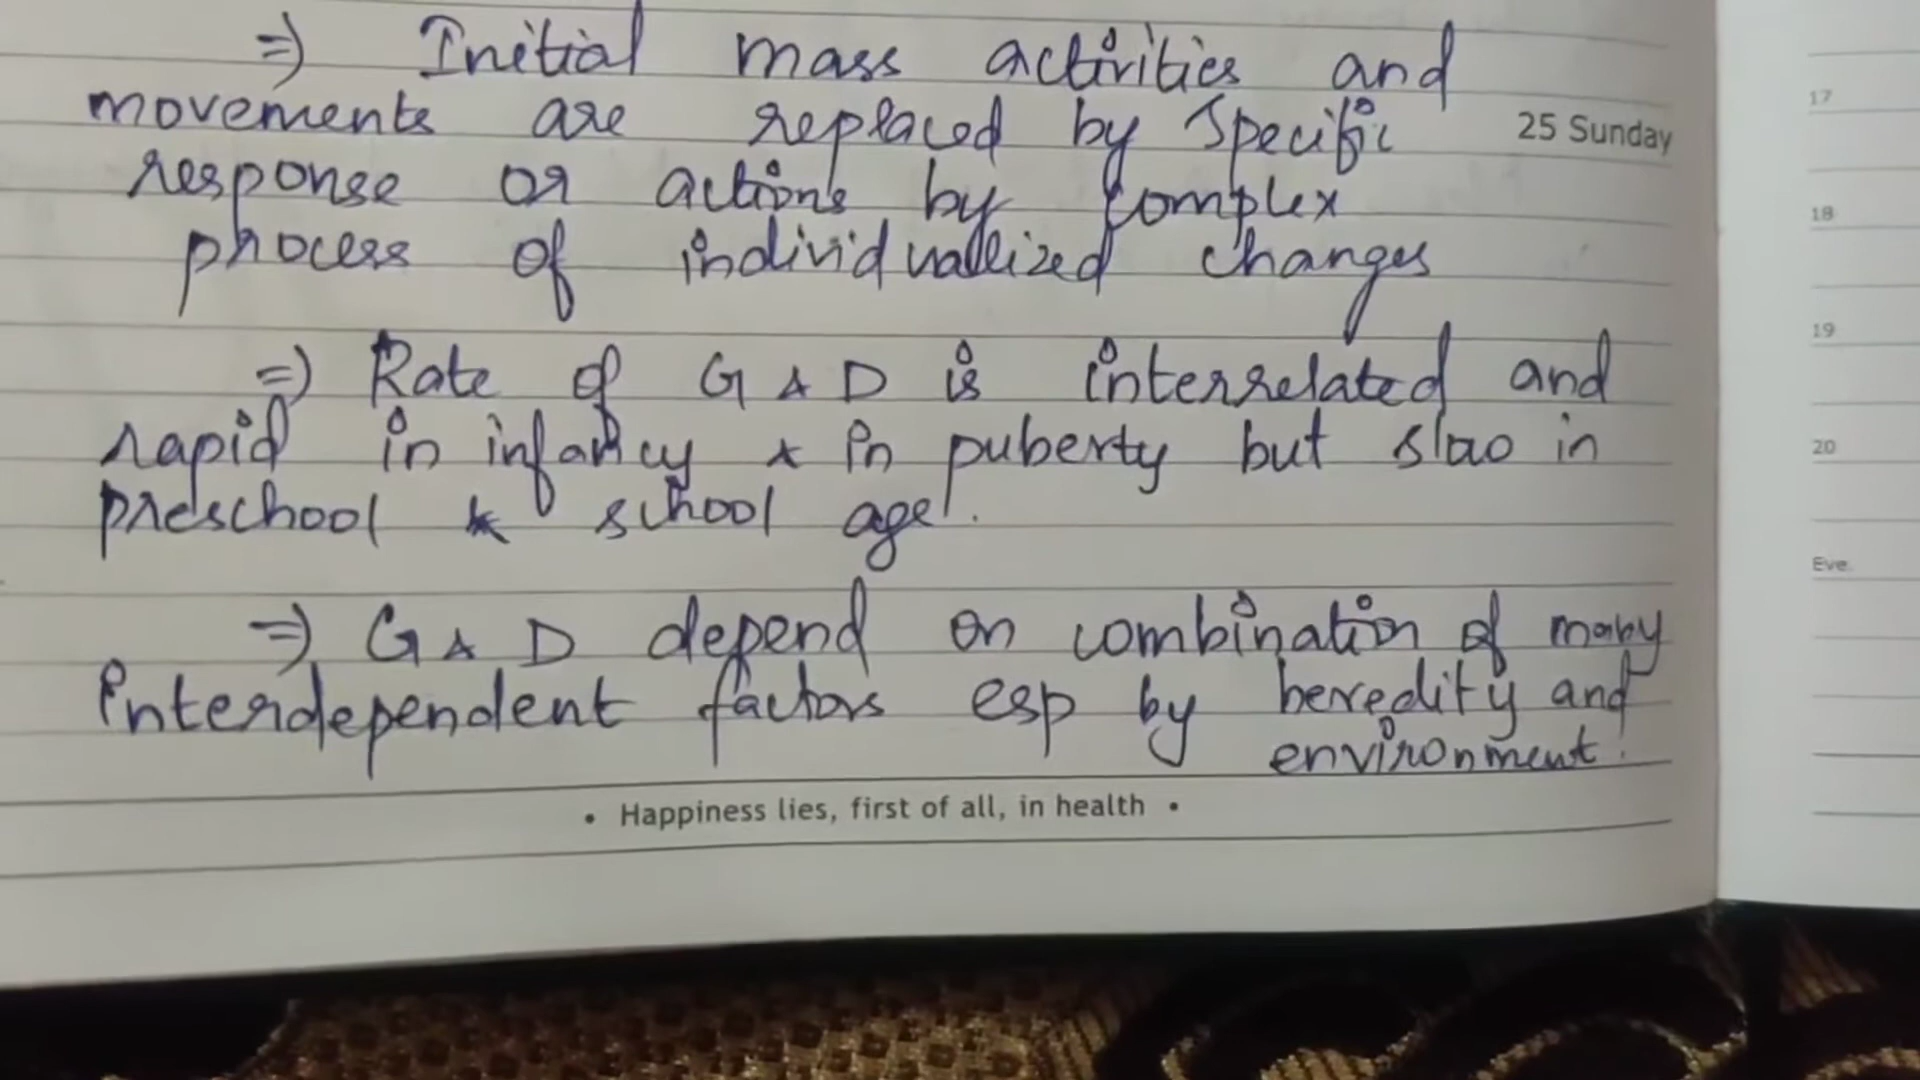 =) Initial mass activities and
movements are replaced by specific
25 Sunday
response or actions by complex
process of individuallized changes
=) Rate of G & D is interrelated and
rapid in infancy & in puberty but slow in
preschool & school age.
=) G & D depend on combination of many
interdependent factors esp by heredity and
environment.
• Happiness lies, first of all, in health •
17
18
19
20
Eve.